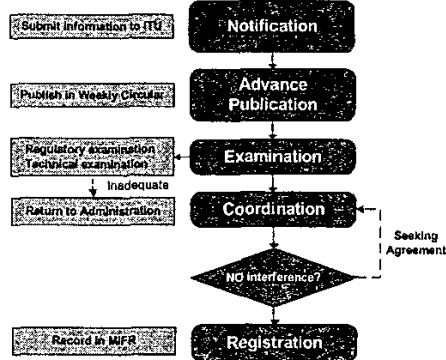 Submit Information to ITU
Notification
Publish in Weekly Circular
Advance
Publication
Regulatory examination
Technical examination
Examination
Inadequate
Return to Administration
Coordination
Seeking
Agreement
NO Interference?
Record in MIFR
Registration